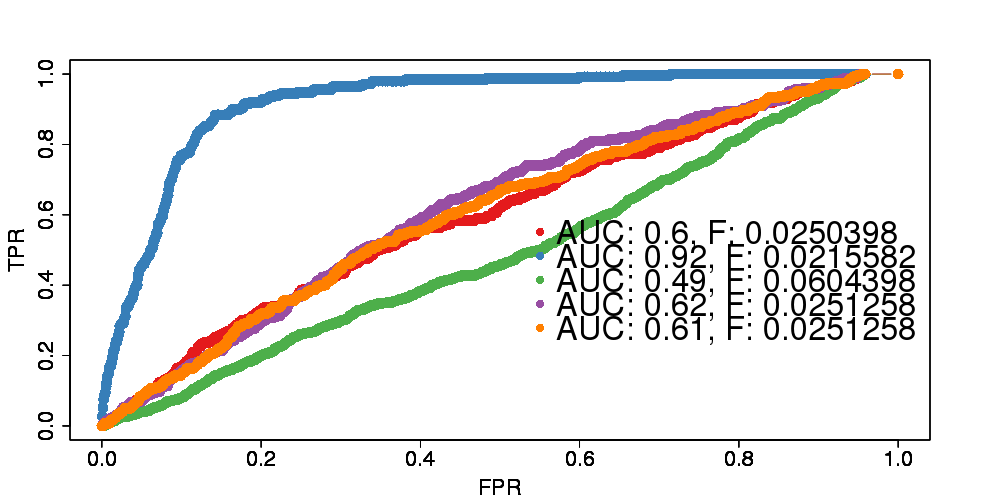 1.0
0.8
0.6
0.4
0.2
0.0
TPR
AUC: 0.6, F: 0.0250398
AUC: 0.92, F: 0.0215582
AUC: 0.49, F: 0.0604398
AUC: 0.62, F: 0.0251258
AUC: 0.61, F: 0.0251258
0.0 0.2 0.4 0.6 0.8 1.0
FPR